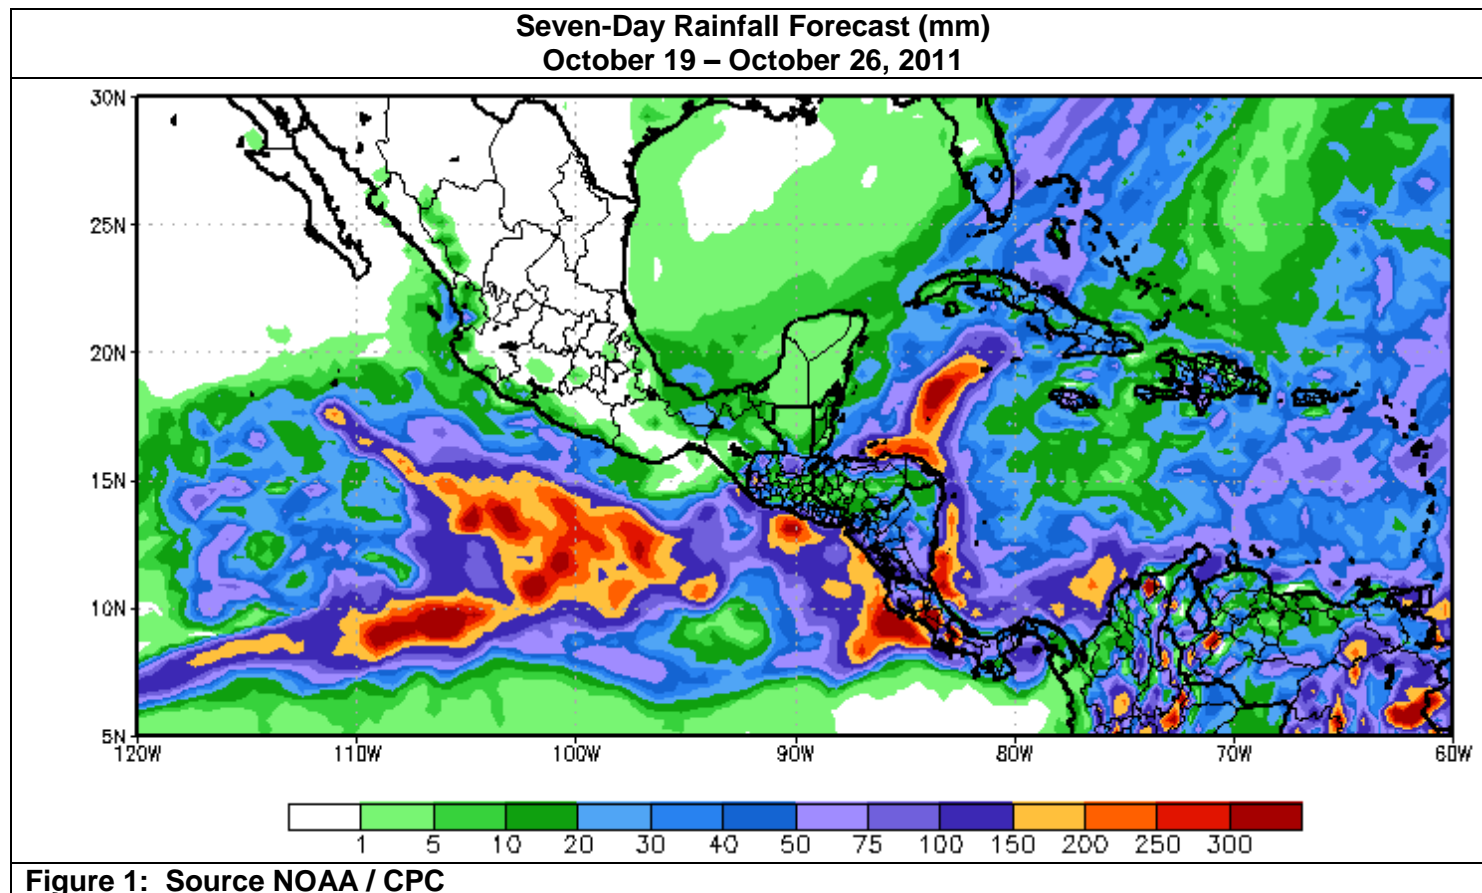 Seven-Day Rainfall Forecast (mm)
October 19 – October 26, 2011
30N
25N
20N
15N
10N
5N
120W 110W 100W 90W 80W 70W 60W
1 5 10 20 30 40 50 75 100 150 200 250 300
Figure 1: Source NOAA / CPC